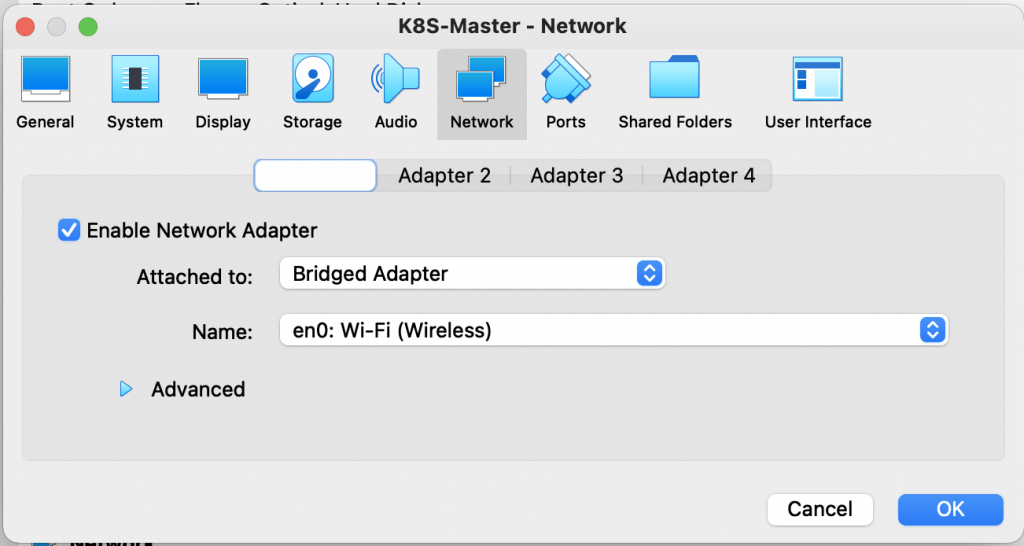 K8S-Master - Network
General System Display Storage Audio Network Ports Shared Folders User Interface
Adapter 2 Adapter 3 Adapter 4
Enable Network Adapter
Attached to: Bridged Adapter
Name: en0: Wi-Fi (Wireless)
Advanced
Cancel OK